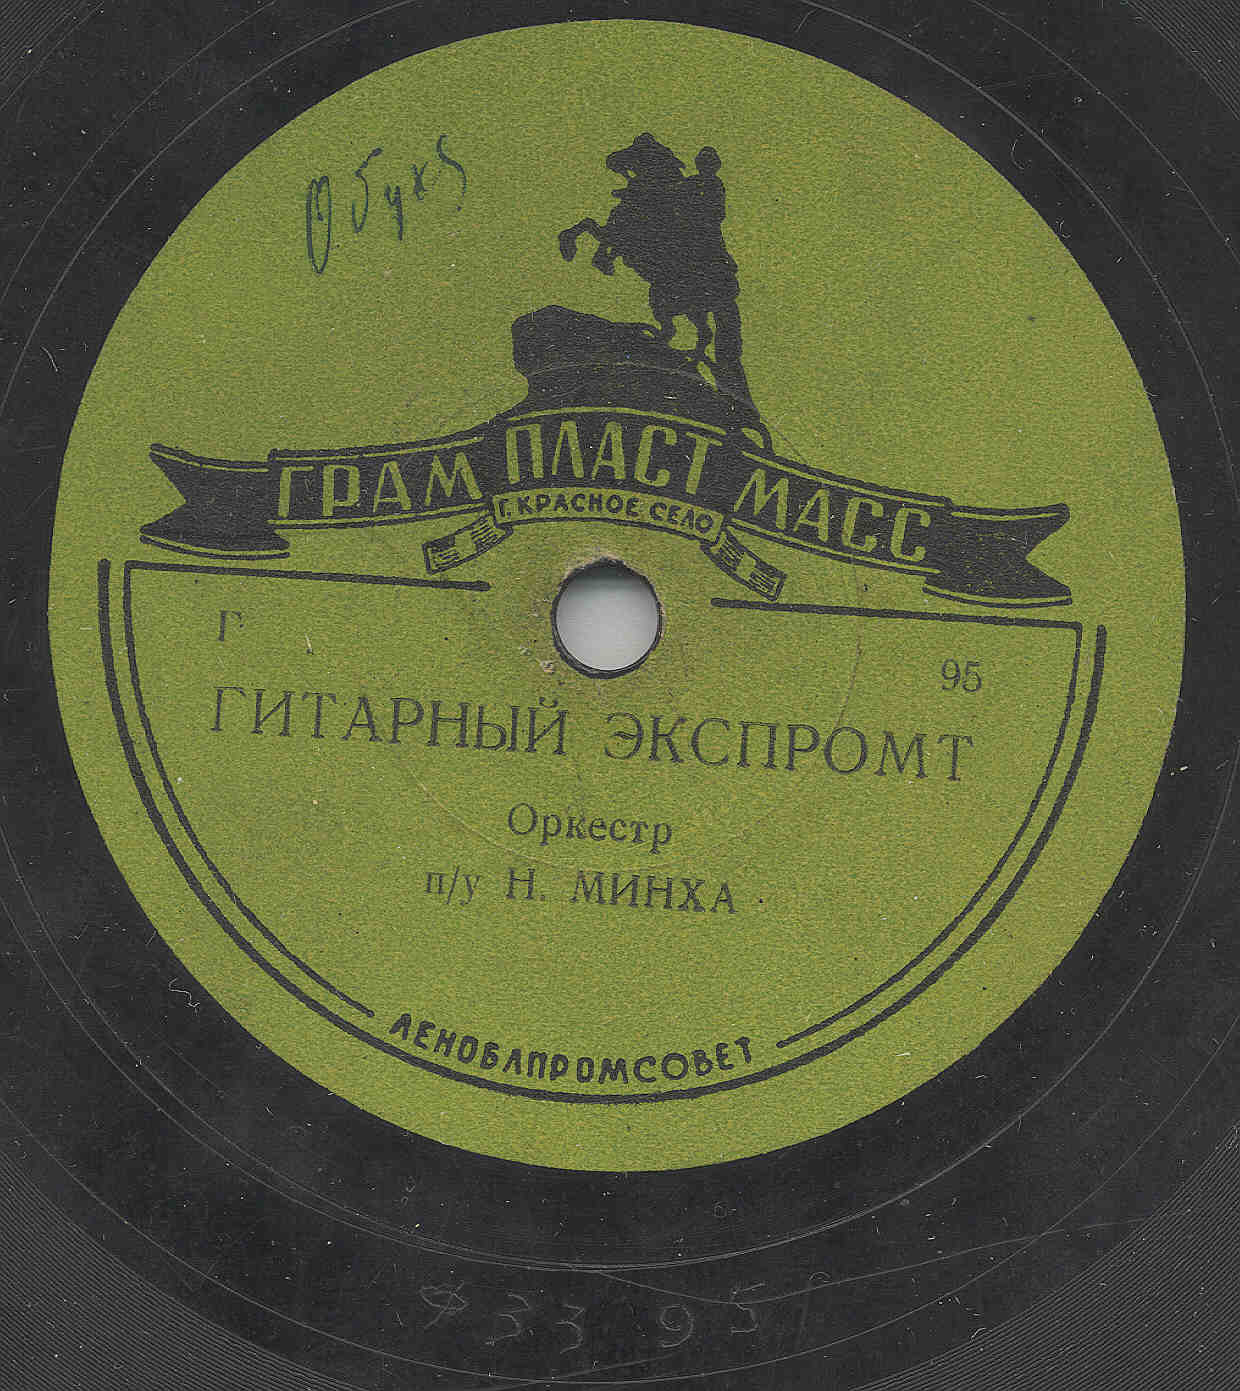 ГРАМ ПЛАСТ МАСС
Г. КРАСНОЕ СЕЛО
Г 95
ГИТАРНЫЙ ЭКСПРОМТ
Оркестр
п/у Н. МИНХА
ЛЕНОБЛПРОМСОВЕТ